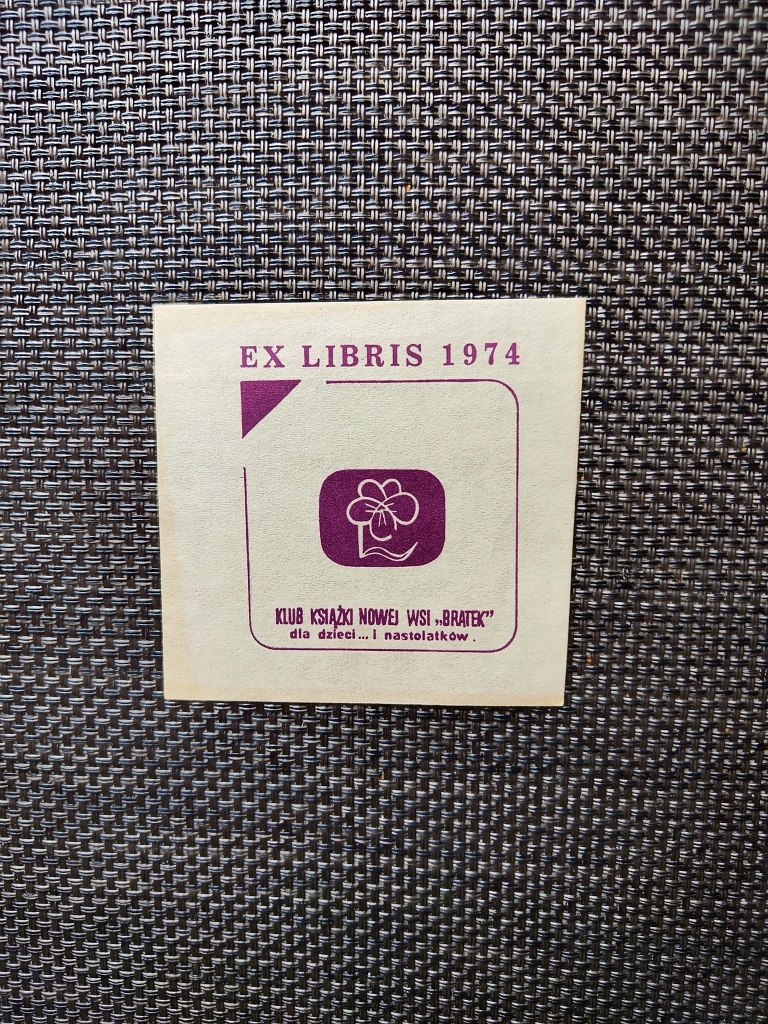 EX LIBRIS 1974
KLUB KSIĄŻKI NOWEJ WSI „BRATEK”
dla dzieci... i nastolatków.